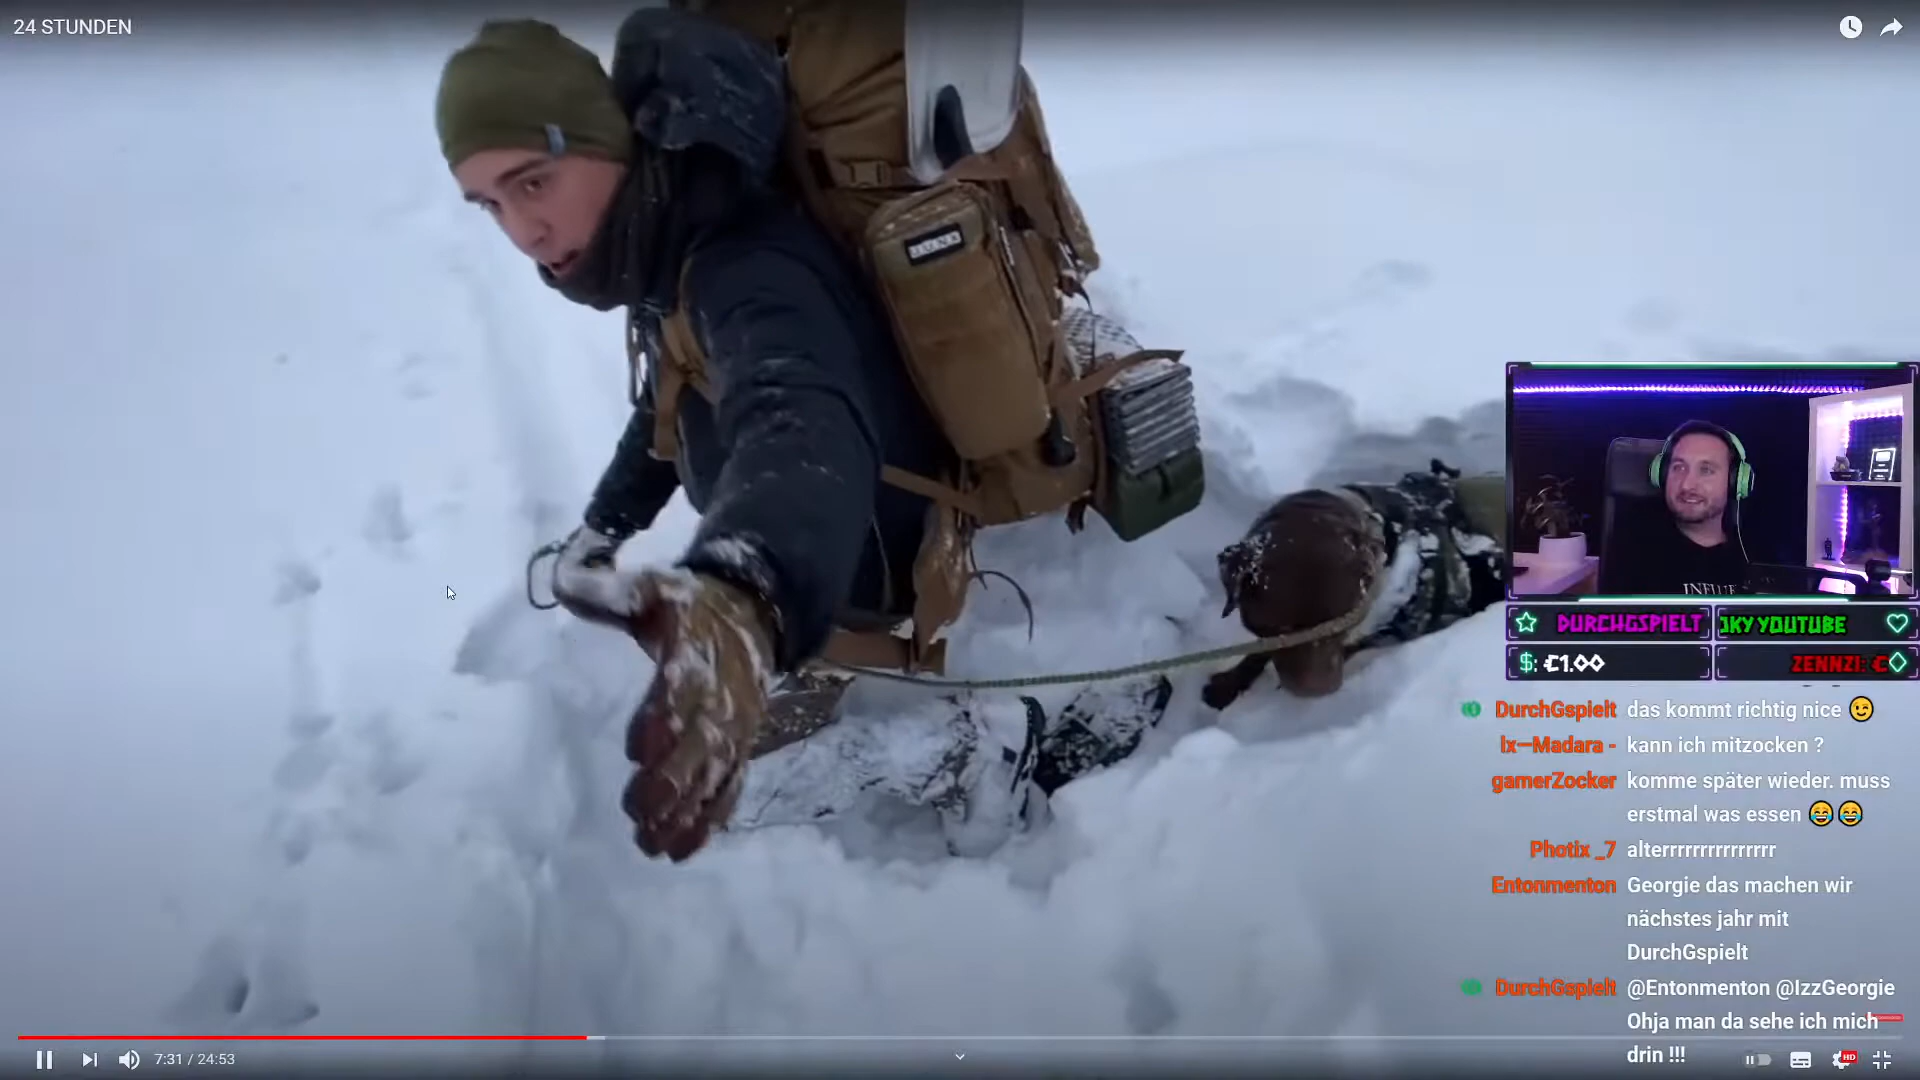 24 STUNDEN
DURCHGSPIELT
YOUTUBE
$: €1.00
ZENNZI: €
DurchGspielt das kommt richtig nice 😉
lx—Madara - kann ich mitzocken ?
gamerZocker komme später wieder. muss
erstmal was essen 😂😂
Photix _7 alterrrrrrrrrrrrrrr
Entonmenton Georgie das machen wir
nächstes jahr mit
DurchGspielt
DurchGspielt @Entonmenton @IzzGeorgie
Ohja man da sehe ich mich
drin !!!
7:31 / 24:53
HD